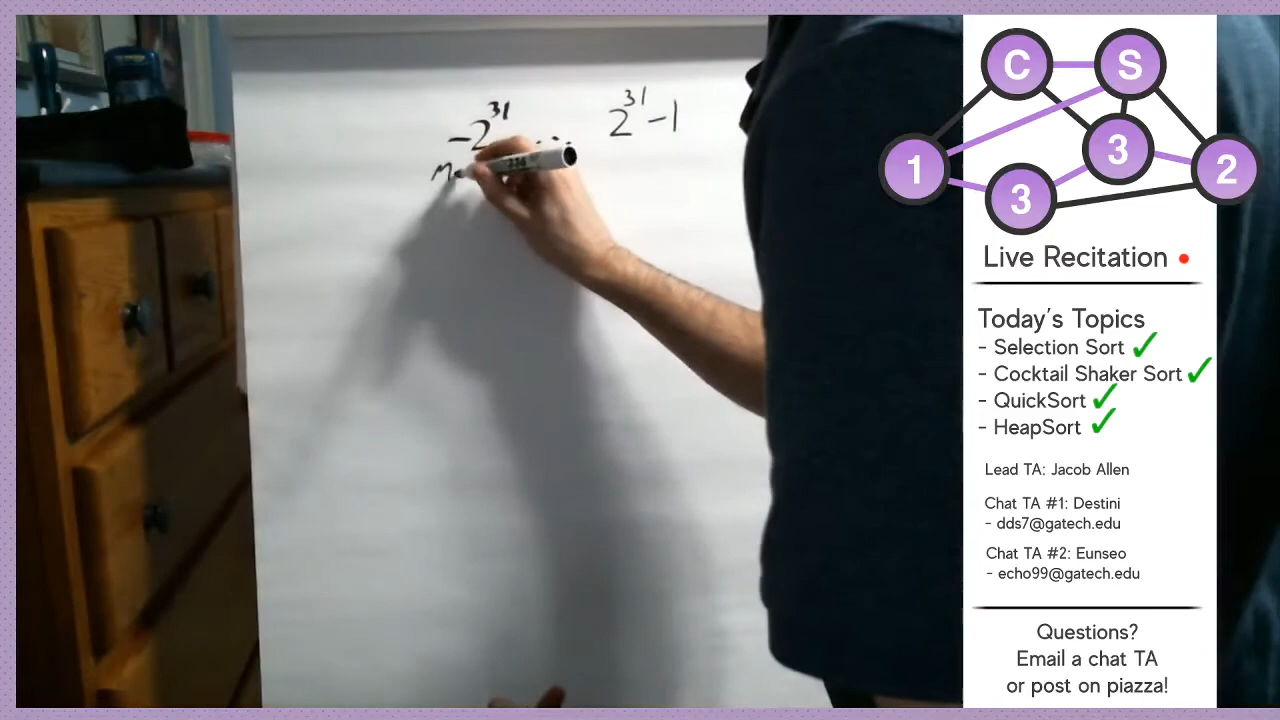 -2^31 ... 2^31-1
C S
1 3 3 2
Live Recitation
Today's Topics
- Selection Sort ✓
- Cocktail Shaker Sort ✓
- QuickSort ✓
- HeapSort ✓
Lead TA: Jacob Allen
Chat TA #1: Destini
- dds7@gatech.edu
Chat TA #2: Eunseo
- echo99@gatech.edu
Questions?
Email a chat TA
or post on piazza!